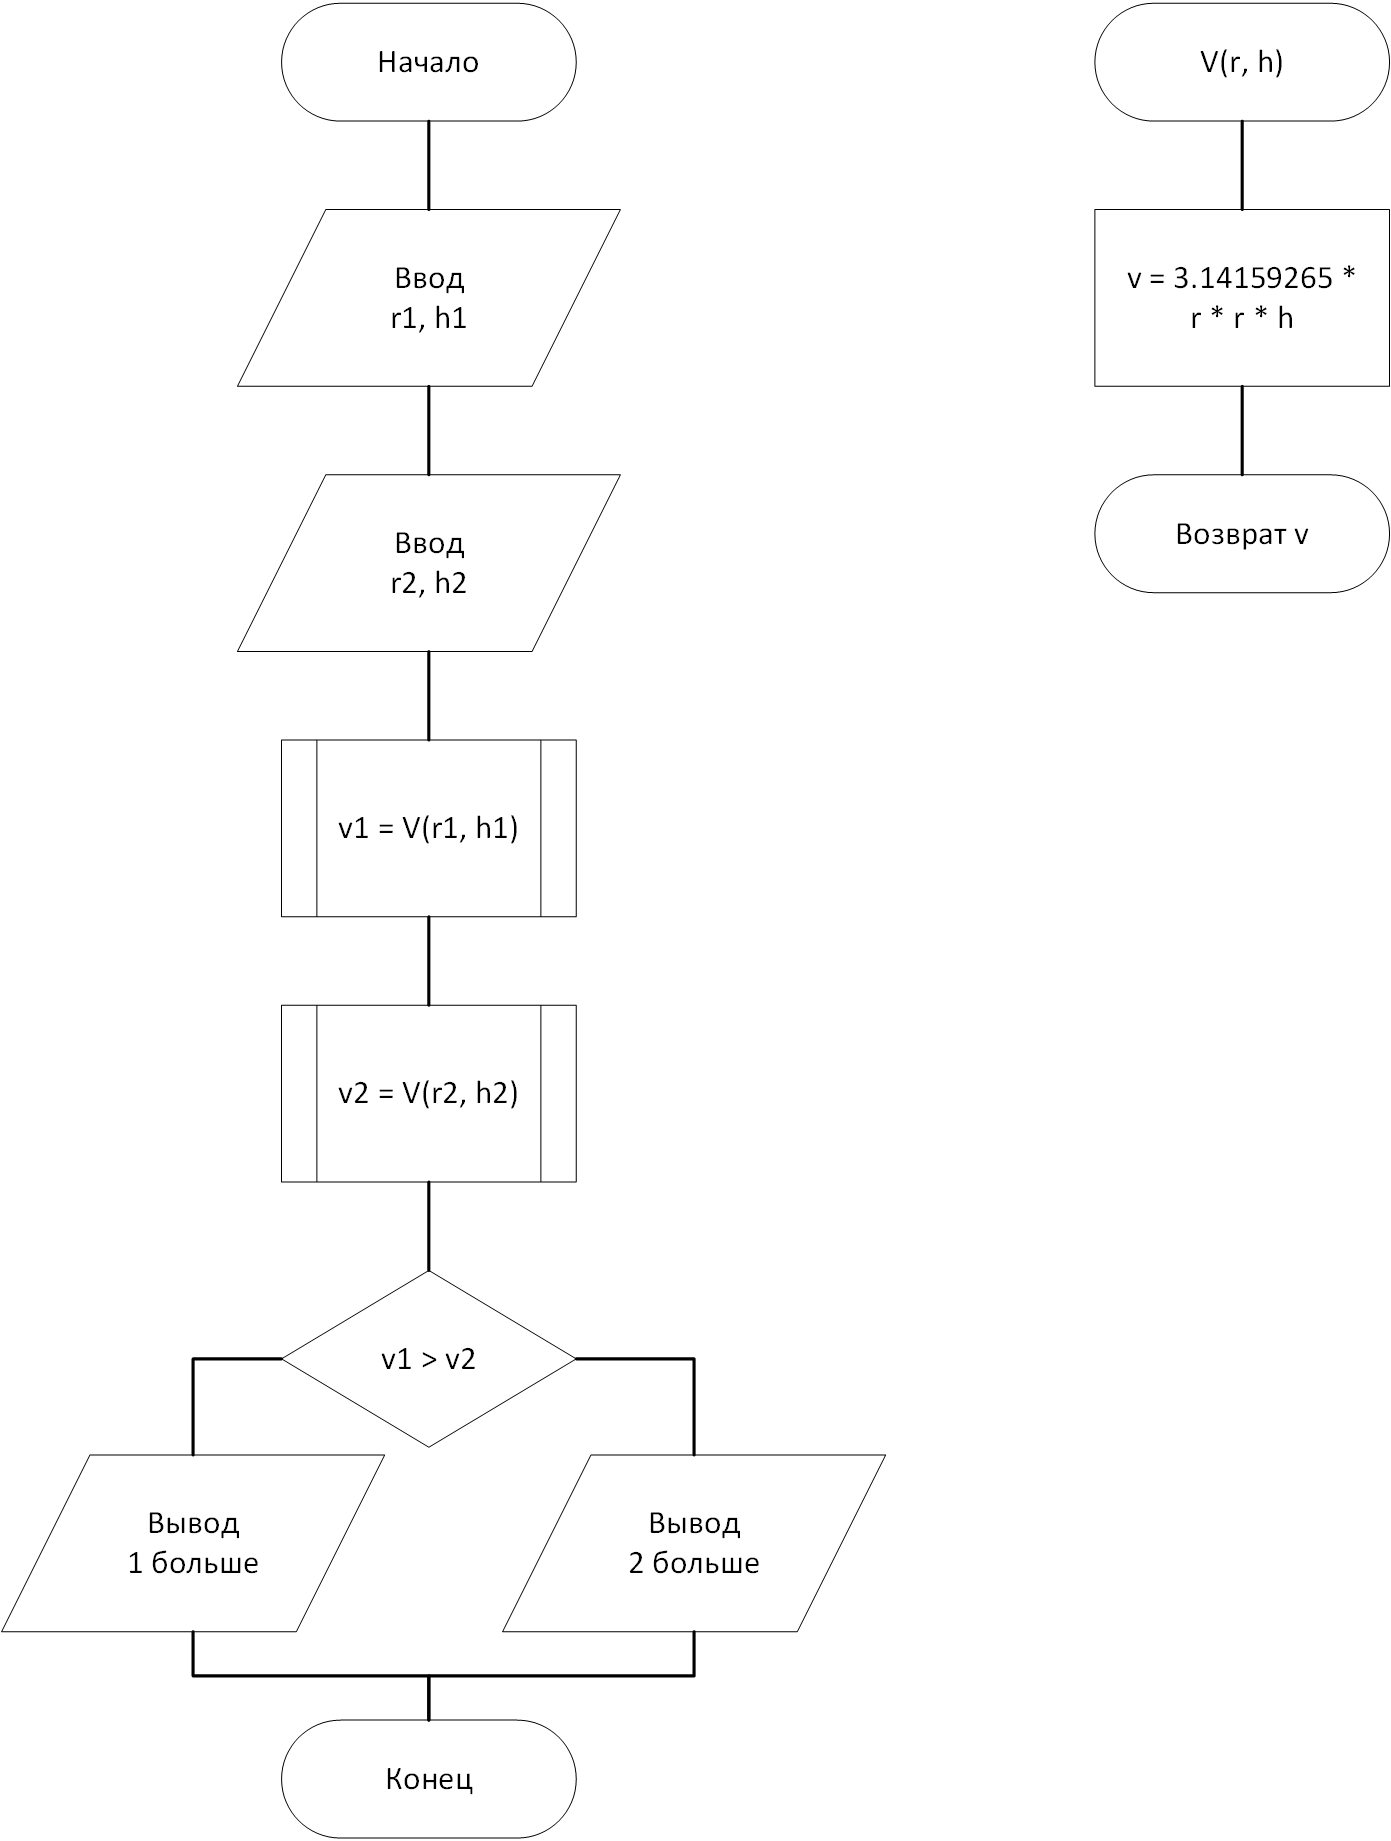 Начало
Ввод
r1, h1
Ввод
r2, h2
v1 = V(r1, h1)
v2 = V(r2, h2)
v1 > v2
Вывод
1 больше
Вывод
2 больше
Конец
V(r, h)
v = 3.14159265 *
r * r * h
Возврат v